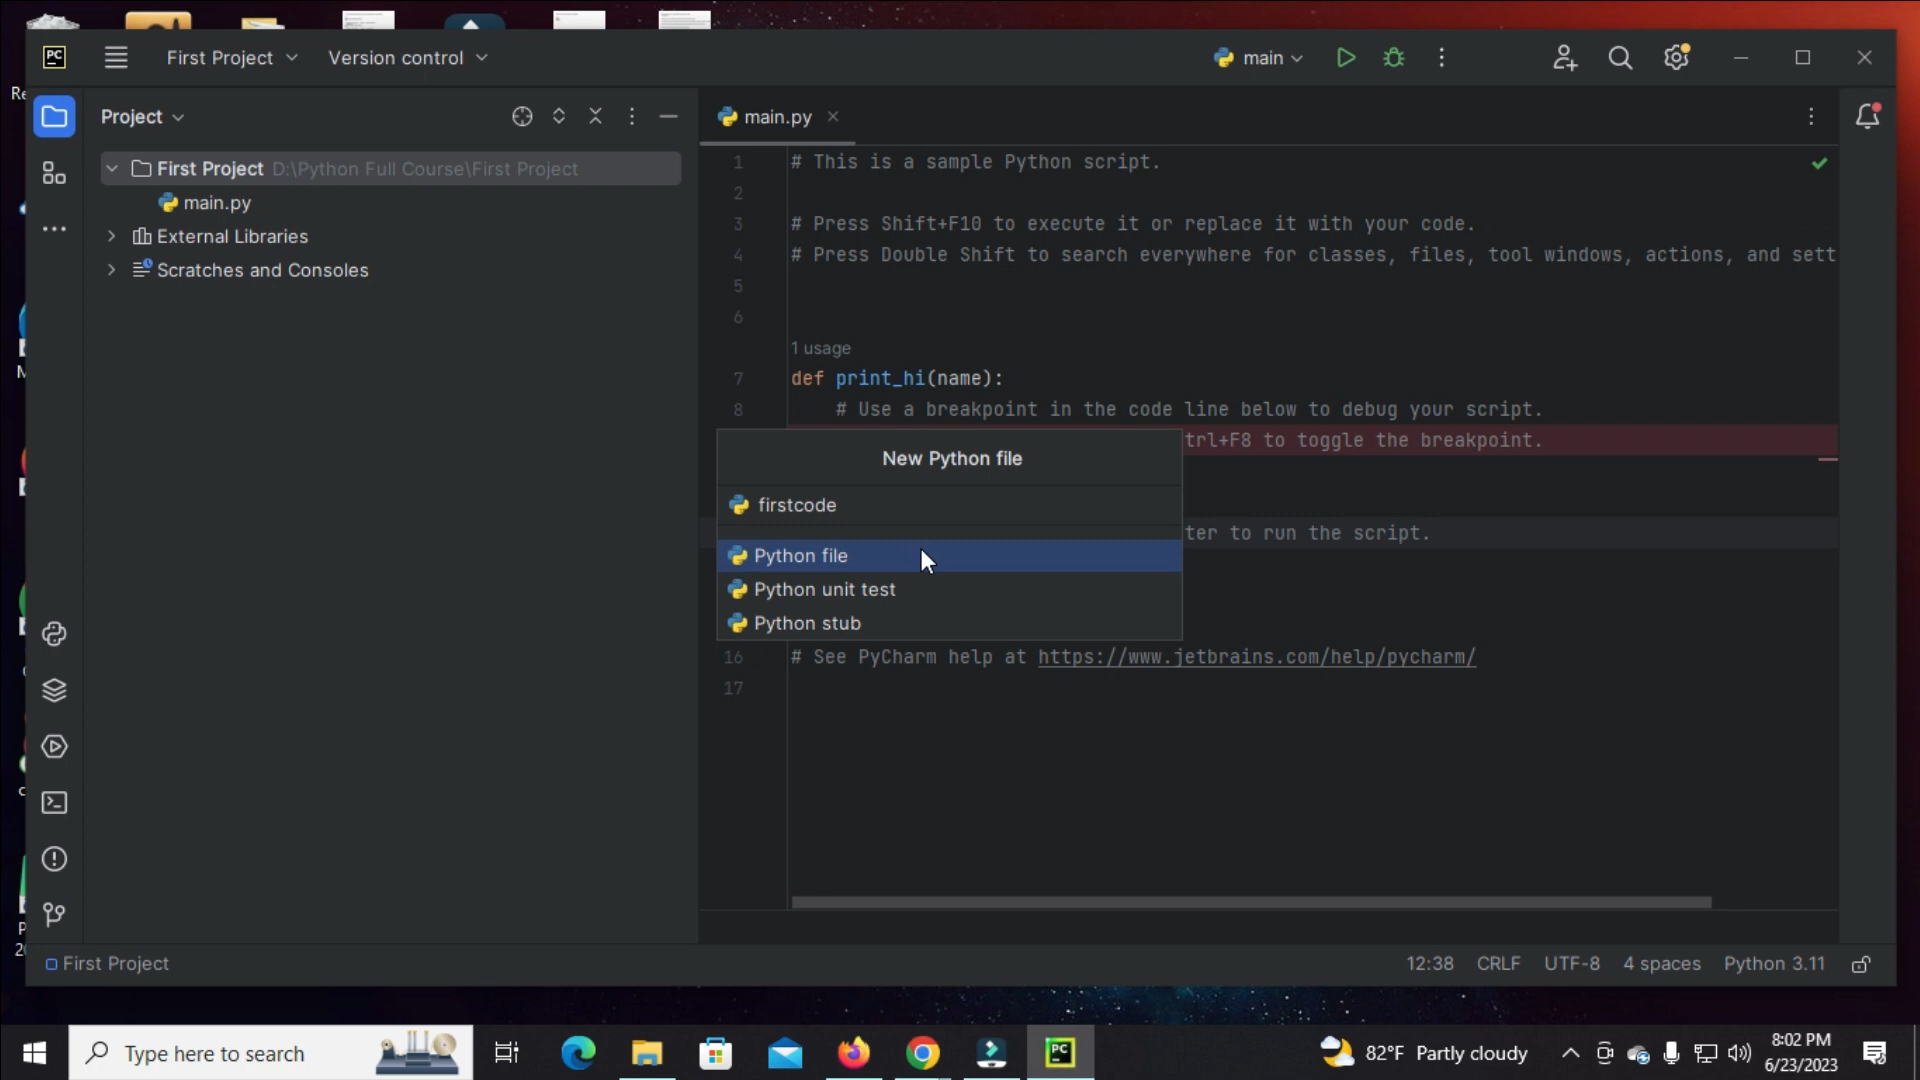 PC
First Project
Version control
main
Project
main.py
First Project D:\Python Full Course\First Project
main.py
External Libraries
Scratches and Consoles
1 # This is a sample Python script.
2
3 # Press Shift+F10 to execute it or replace it with your code.
4 # Press Double Shift to search everywhere for classes, files, tool windows, actions, and sett
5
6
1 usage
7 def print_hi(name):
8 # Use a breakpoint in the code line below to debug your script.
trl+F8 to toggle the breakpoint.
New Python file
firstcode
ter to run the script.
Python file
Python unit test
Python stub
16 # See PyCharm help at https://www.jetbrains.com/help/pycharm/
17
First Project
12:38 CRLF UTF-8 4 spaces Python 3.11
Type here to search
PC
82°F Partly cloudy
8:02 PM
6/23/2023